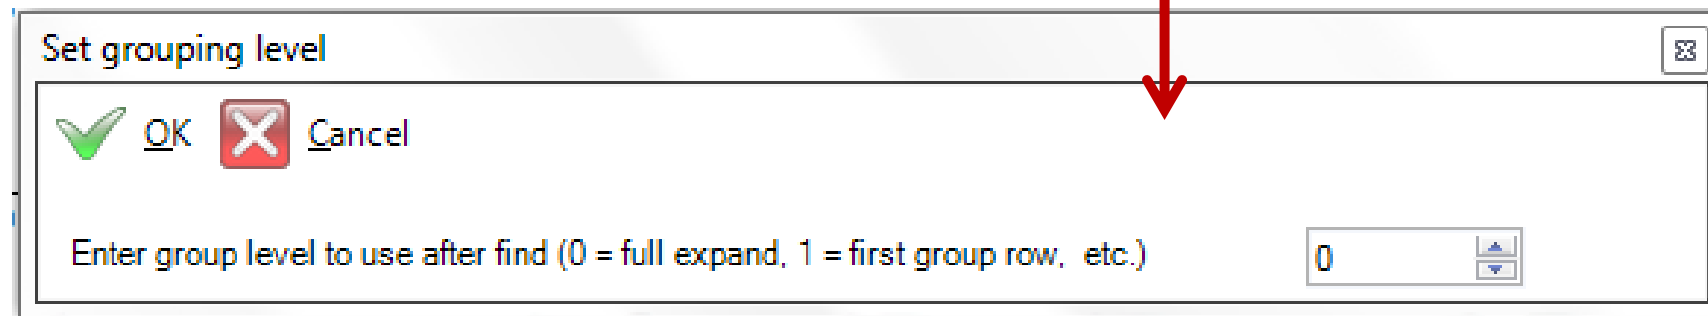 Set grouping level
OK Cancel
Enter group level to use after find (0 = full expand, 1 = first group row, etc.) 0